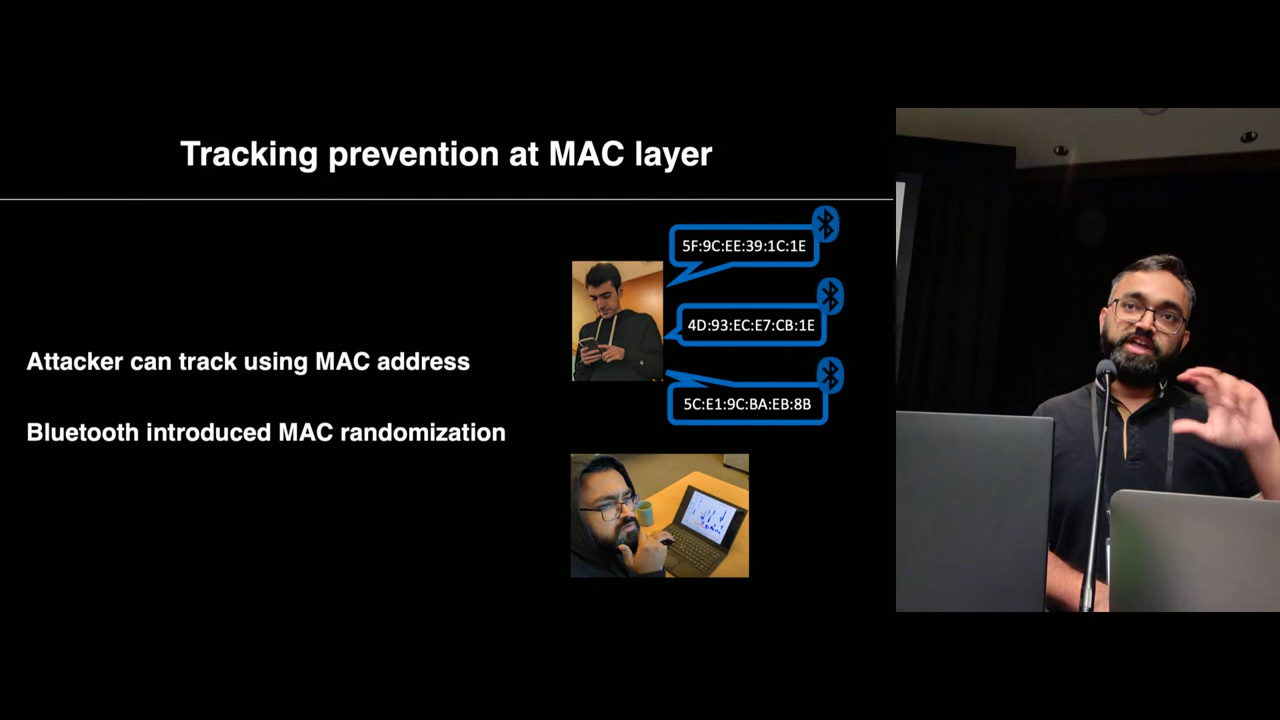 Tracking prevention at MAC layer
5F:9C:EE:39:1C:1E
4D:93:EC:E7:CB:1E
Attacker can track using MAC address
5C:E1:9C:BA:EB:8B
Bluetooth introduced MAC randomization